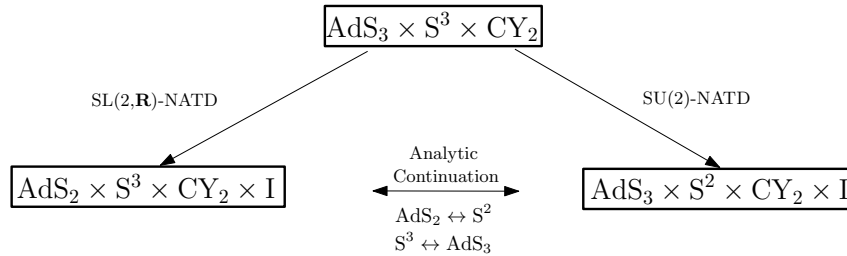 AdS₃ × S³ × CY₂
SL(2,R)-NATD
SU(2)-NATD
Analytic
Continuation
AdS₂ × S³ × CY₂ × I
AdS₃ × S² × CY₂ × I
AdS₂ ↔ S²
S³ ↔ AdS₃